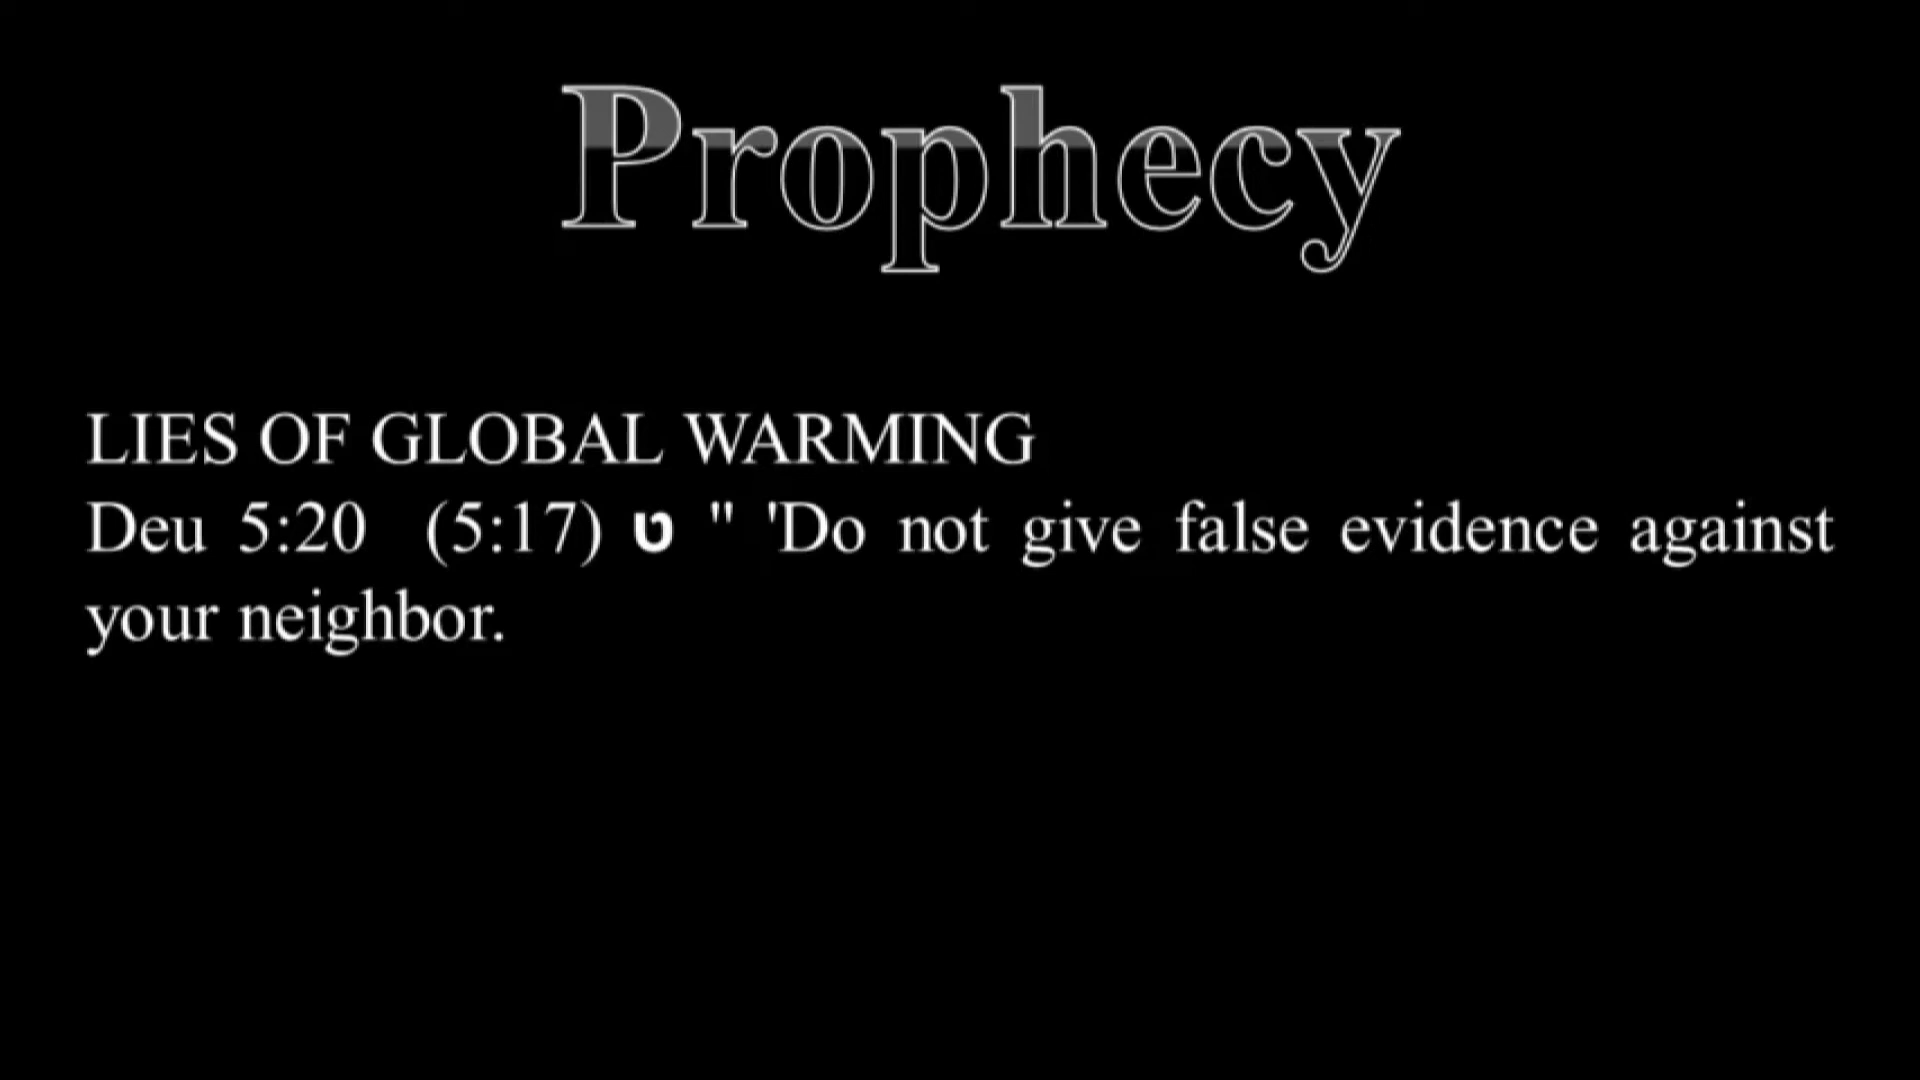 Prophecy
LIES OF GLOBAL WARMING
Deu 5:20 (5:17) ט " 'Do not give false evidence against
your neighbor.